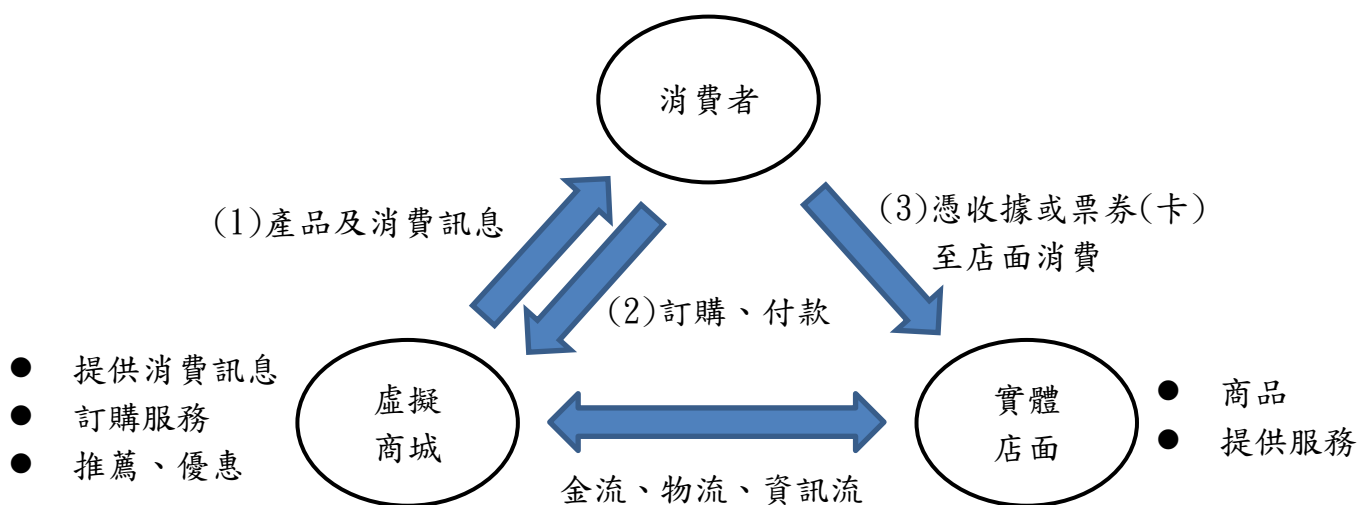 消費者
(1)產品及消費訊息
(3)憑收據或票券(卡)
至店面消費
(2)訂購、付款
● 提供消費訊息
● 訂購服務
● 推薦、優惠
虛擬
商城
實體
店面
● 商品
● 提供服務
金流、物流、資訊流